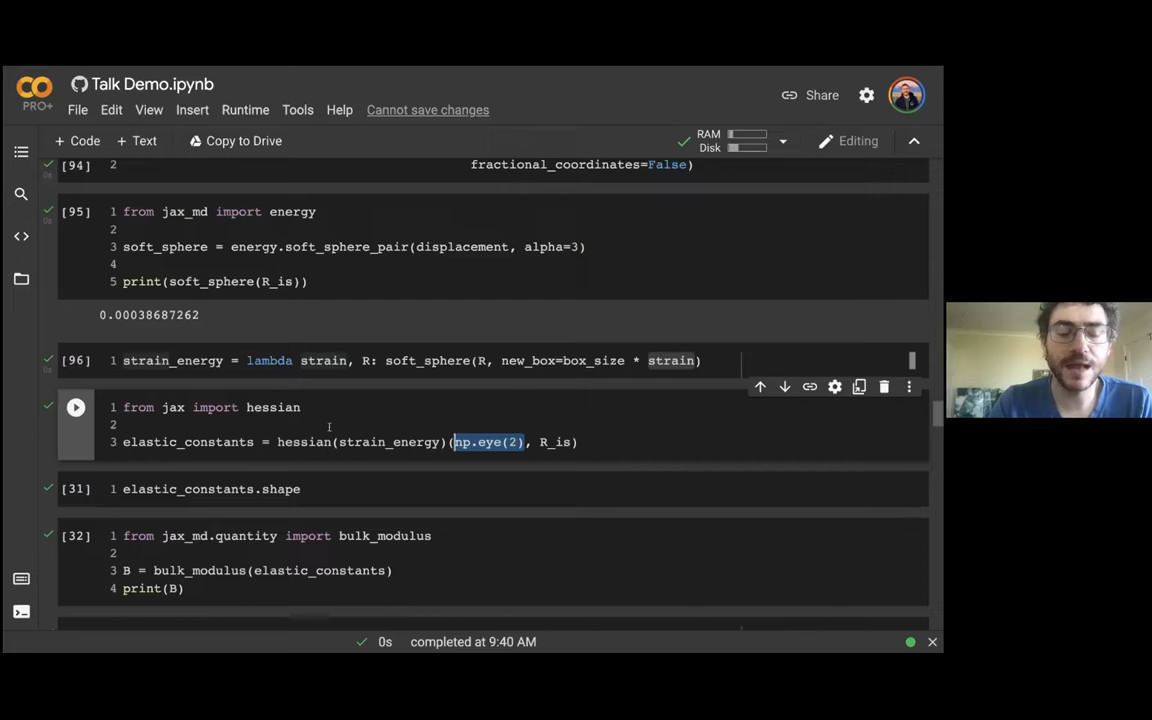 Talk Demo.ipynb
PRO+
File Edit View Insert Runtime Tools Help Cannot save changes
Share
+ Code + Text Copy to Drive
RAM
Disk
Editing
[94] 2 fractional_coordinates=False)
0s
[95] 1 from jax_md import energy
0s
2
3 soft_sphere = energy.soft_sphere_pair(displacement, alpha=3)
4
5 print(soft_sphere(R_is))
0.00038687262
[96] 1 strain_energy = lambda strain, R: soft_sphere(R, new_box=box_size * strain)
0s
1 from jax import hessian
2
3 elastic_constants = hessian(strain_energy)(np.eye(2), R_is)
[31] 1 elastic_constants.shape
[32] 1 from jax_md.quantity import bulk_modulus
2
3 B = bulk_modulus(elastic_constants)
4 print(B)
0s completed at 9:40 AM